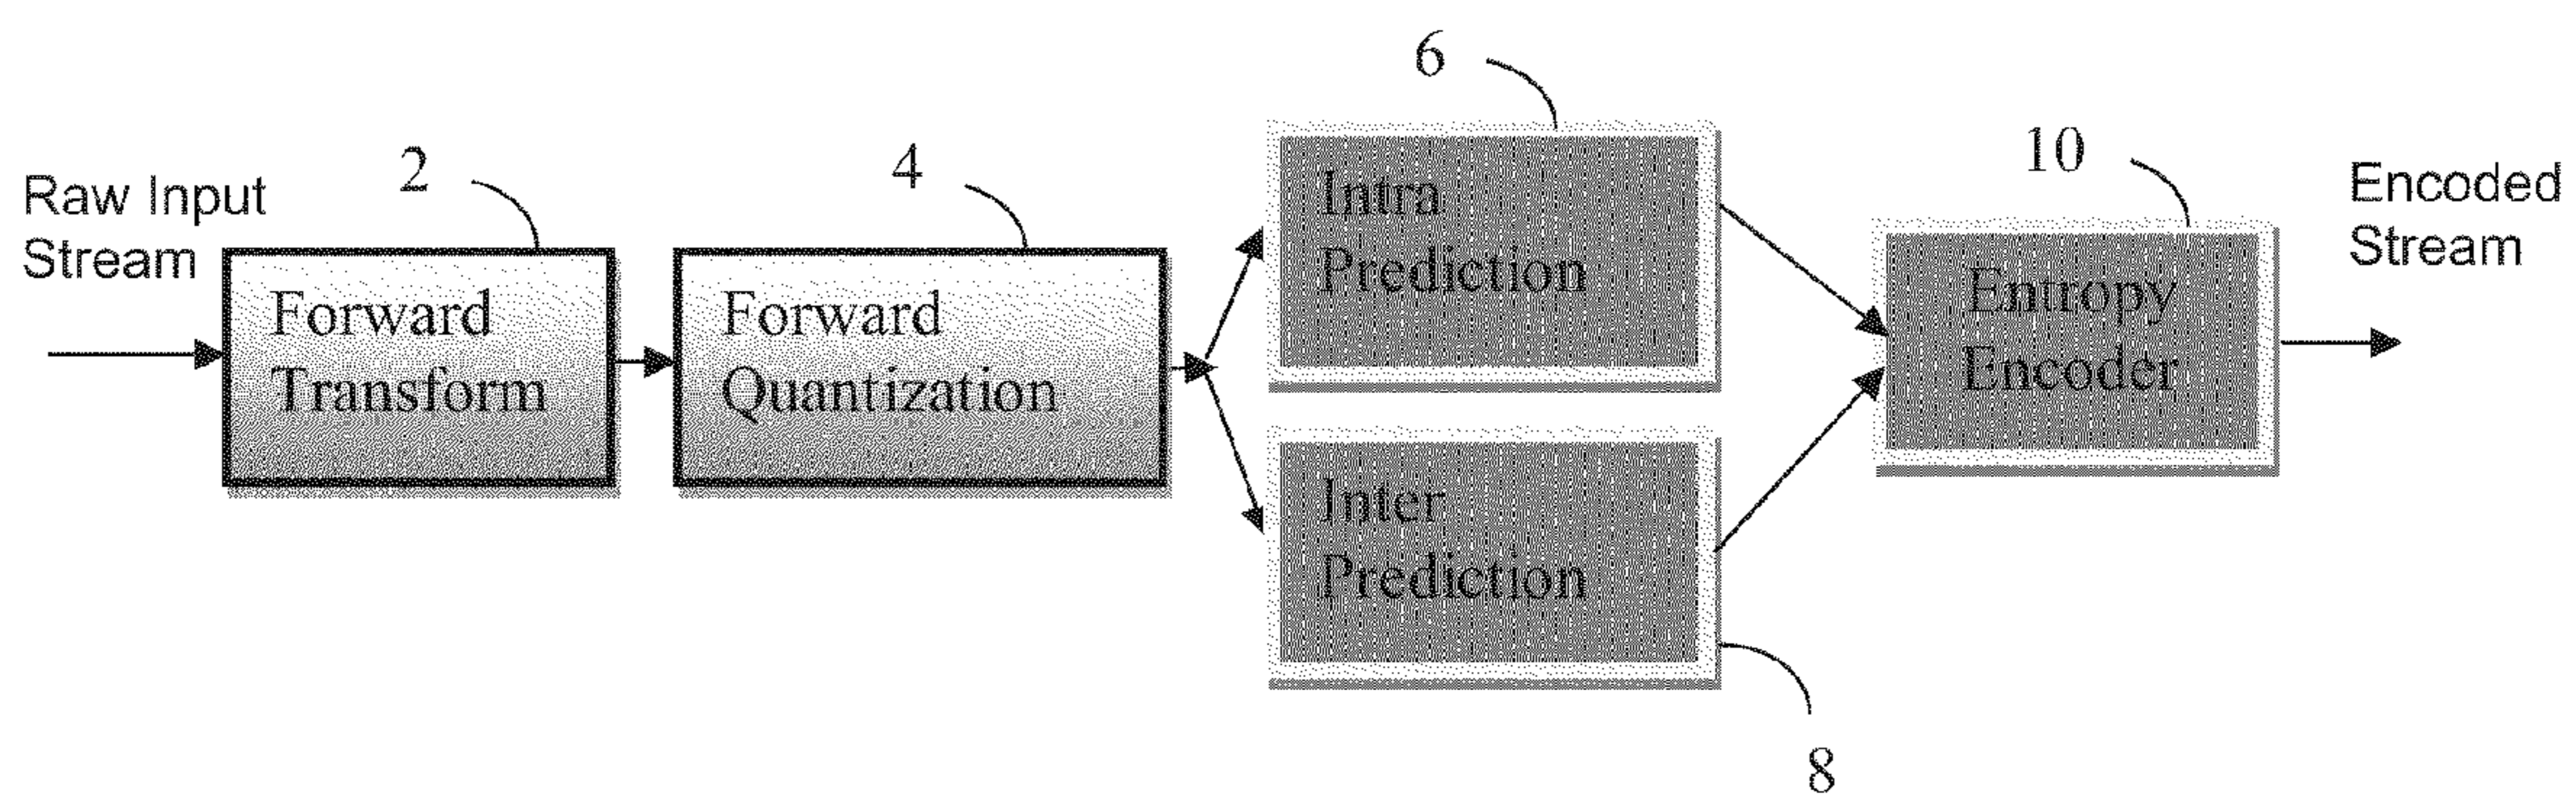 Raw Input
Stream
2
Forward
Transform
4
Forward
Quantization
6
Intra
Prediction
Inter
Prediction
8
10
Entropy
Encoder
Encoded
Stream